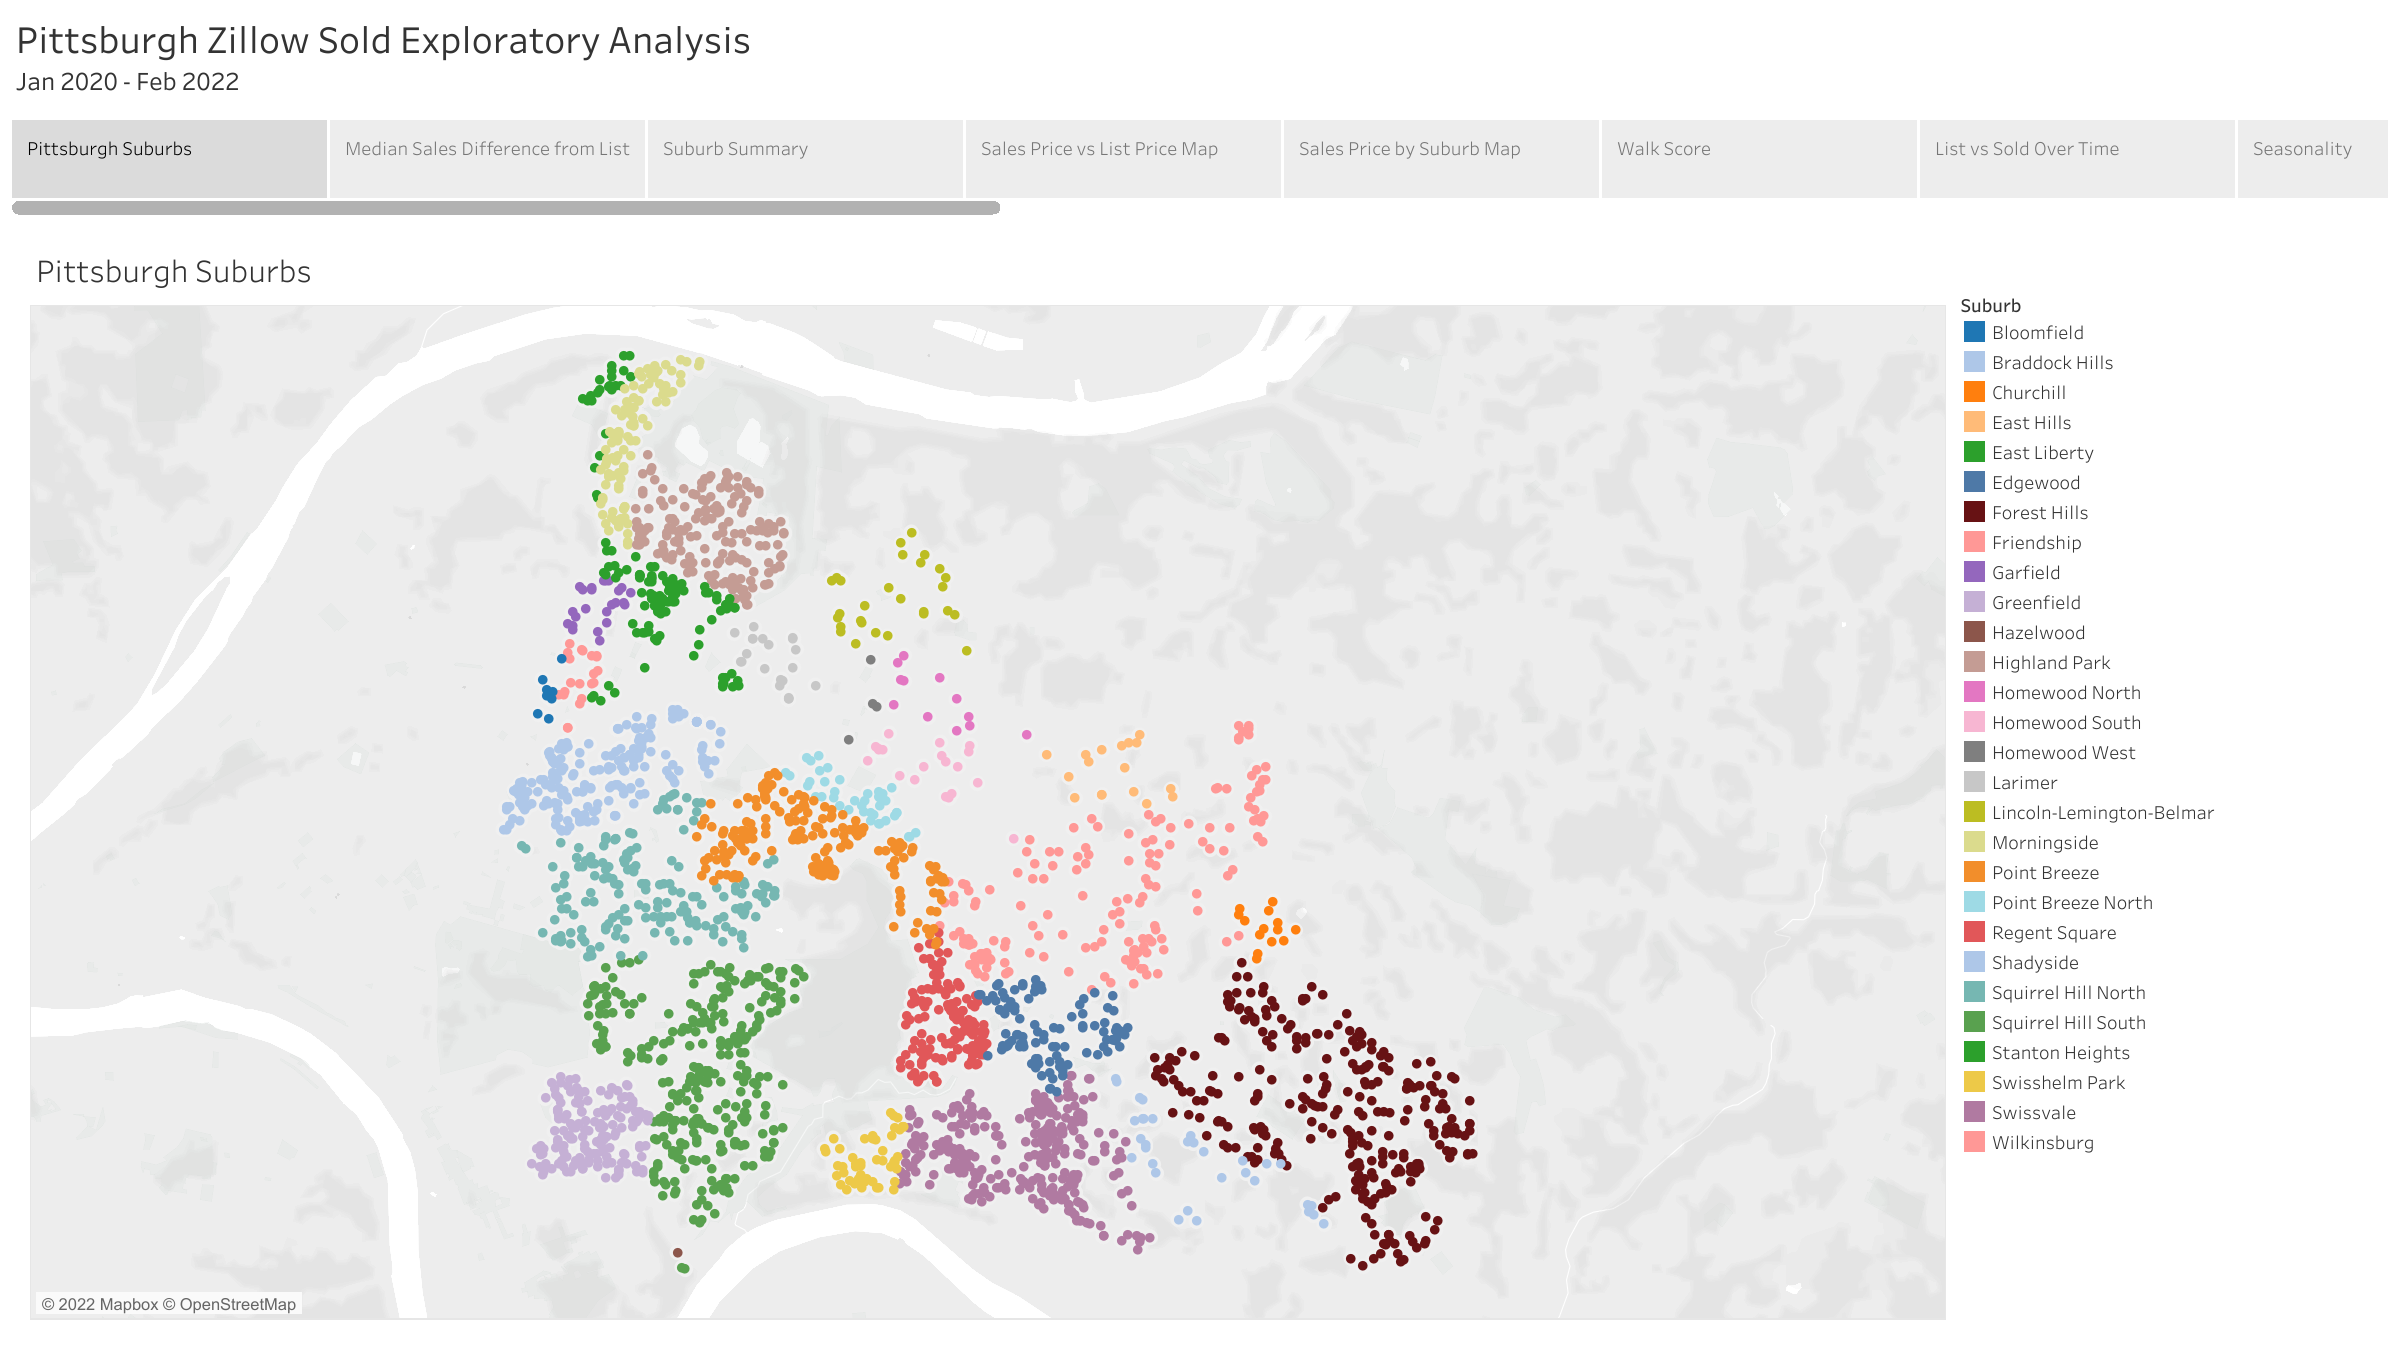 Pittsburgh Zillow Sold Exploratory Analysis
Jan 2020 - Feb 2022
Pittsburgh Suburbs
Median Sales Difference from List
Suburb Summary
Sales Price vs List Price Map
Sales Price by Suburb Map
Walk Score
List vs Sold Over Time
Seasonality
Pittsburgh Suburbs
Suburb
Bloomfield
Braddock Hills
Churchill
East Hills
East Liberty
Edgewood
Forest Hills
Friendship
Garfield
Greenfield
Hazelwood
Highland Park
Homewood North
Homewood South
Homewood West
Larimer
Lincoln-Lemington-Belmar
Morningside
Point Breeze
Point Breeze North
Regent Square
Shadyside
Squirrel Hill North
Squirrel Hill South
Stanton Heights
Swisshelm Park
Swissvale
Wilkinsburg
© 2022 Mapbox © OpenStreetMap